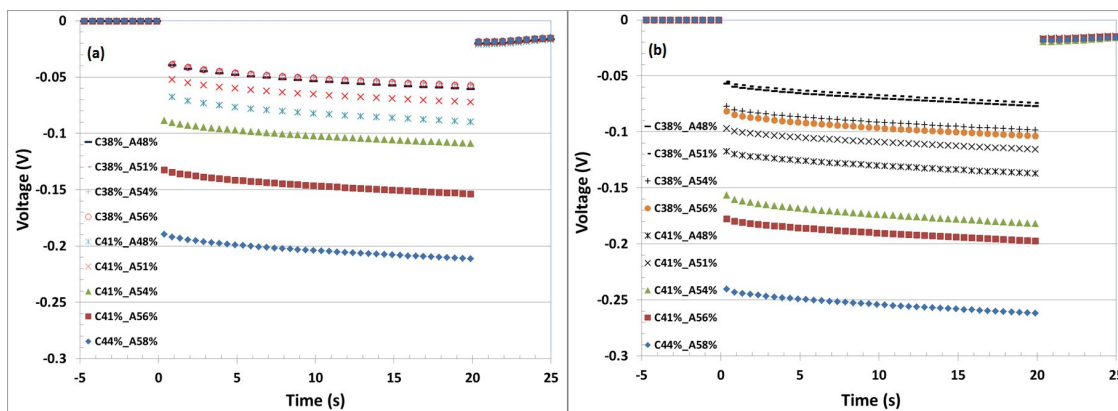 (a)
0
-0.05
-0.1
-0.15
-0.2
-0.25
-0.3
Voltage (V)
C38%_A48%
C38%_A51%
C38%_A54%
C38%_A56%
C41%_A48%
C41%_A51%
C41%_A54%
C41%_A56%
C44%_A58%
-5 0 5 10 15 20 25
Time (s)
(b)
0
-0.05
-0.1
-0.15
-0.2
-0.25
-0.3
Voltage (V)
C38%_A48%
C38%_A51%
C38%_A54%
C38%_A56%
C41%_A48%
C41%_A51%
C41%_A54%
C41%_A56%
C44%_A58%
-5 0 5 10 15 20 25
Time (s)